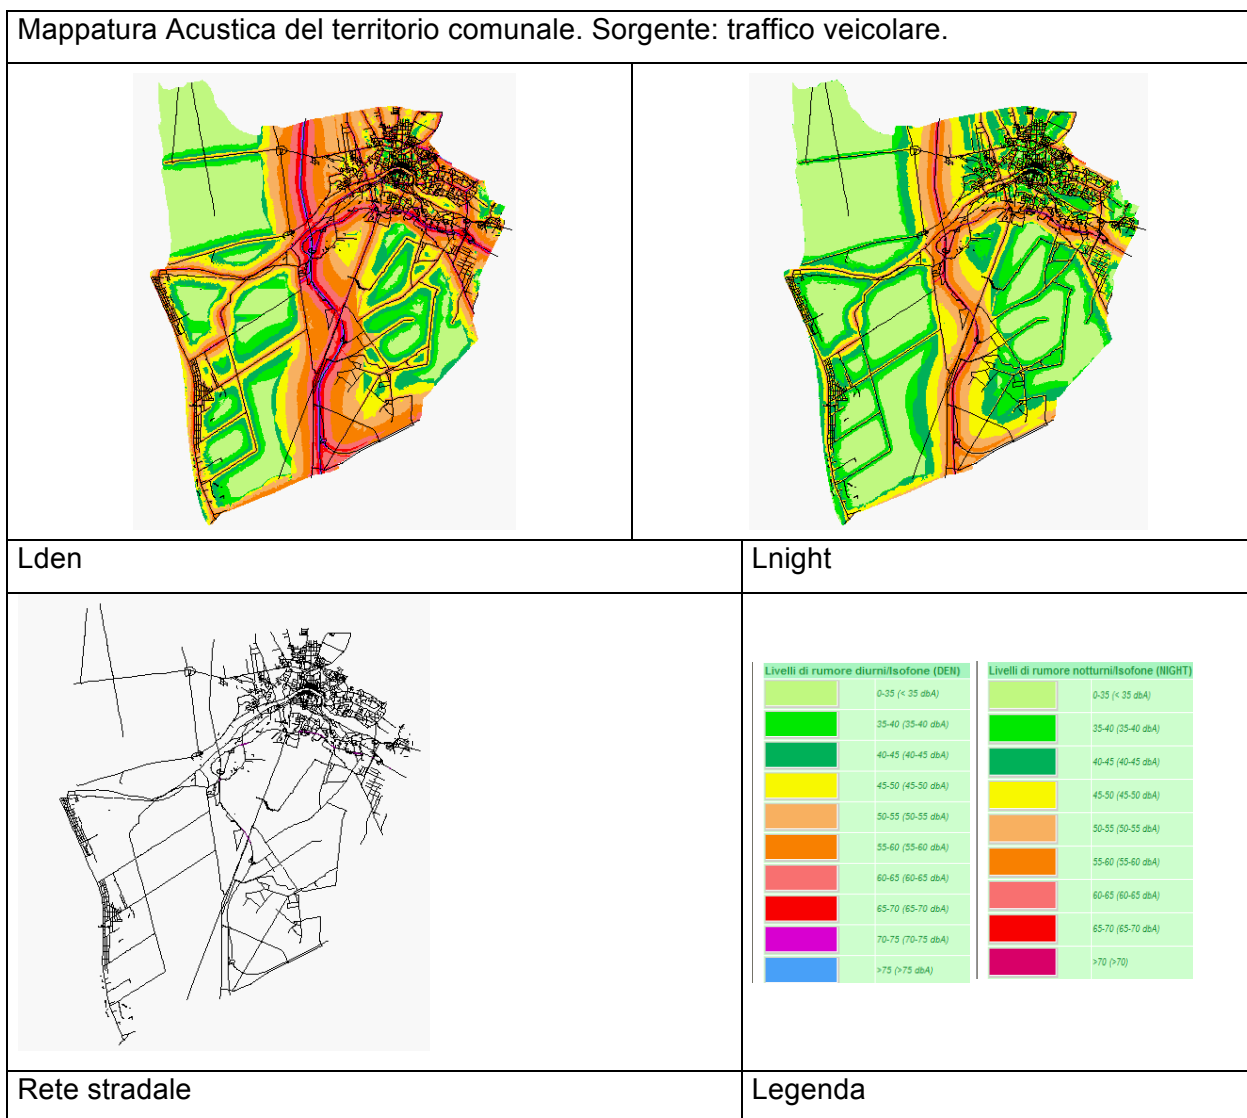 Mappatura Acustica del territorio comunale. Sorgente: traffico veicolare.
Lden
Lnight
Livelli di rumore diurni/Isofone (DEN)
0-35 (< 35 dbA)
35-40 (35-40 dbA)
40-45 (40-45 dbA)
45-50 (45-50 dbA)
50-55 (50-55 dbA)
55-60 (55-60 dbA)
60-65 (60-65 dbA)
65-70 (65-70 dbA)
70-75 (70-75 dbA)
>75 (>75 dbA)
Livelli di rumore notturni/Isofone (NIGHT)
0-35 (< 35 dbA)
35-40 (35-40 dbA)
40-45 (40-45 dbA)
45-50 (45-50 dbA)
50-55 (50-55 dbA)
55-60 (55-60 dbA)
60-65 (60-65 dbA)
65-70 (65-70 dbA)
>70 (>70)
Rete stradale
Legenda